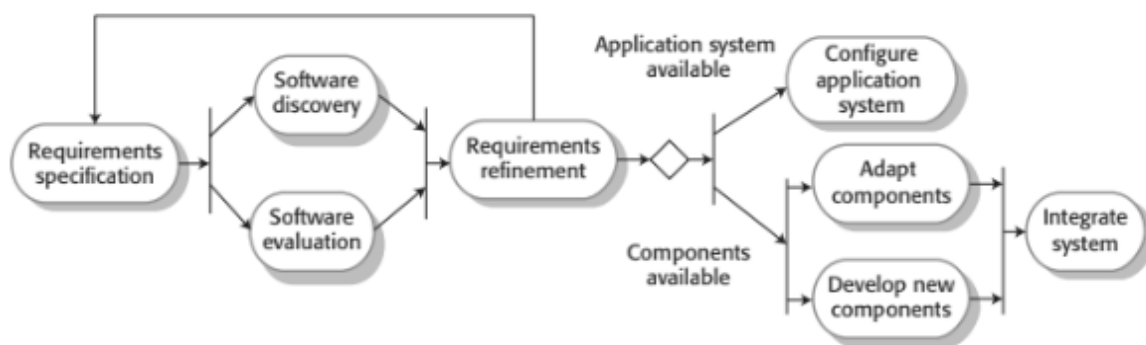 Requirements
specification
Software
discovery
Software
evaluation
Requirements
refinement
Application system
available
Configure
application
system
Components
available
Adapt
components
Develop new
components
Integrate
system